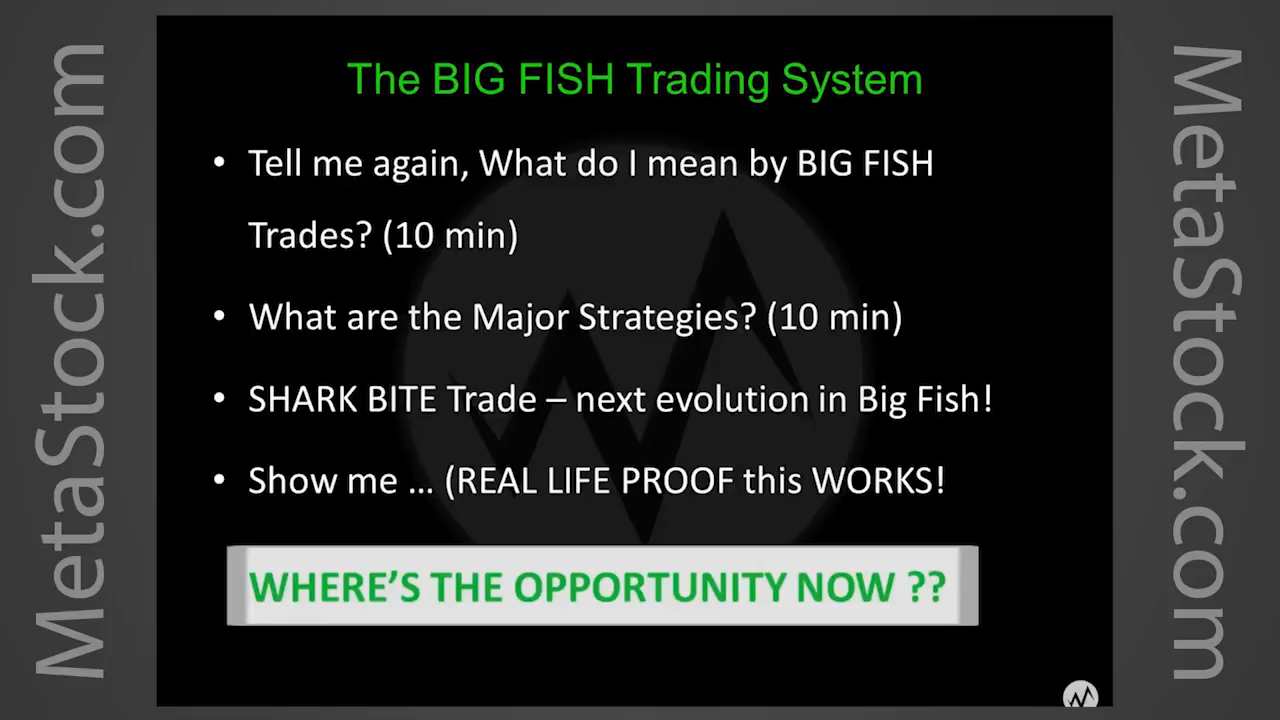 MetaStock.com
The BIG FISH Trading System
• Tell me again, What do I mean by BIG FISH
Trades? (10 min)
• What are the Major Strategies? (10 min)
• SHARK BITE Trade – next evolution in Big Fish!
• Show me ... (REAL LIFE PROOF this WORKS!
WHERE'S THE OPPORTUNITY NOW ??
MetaStock.com